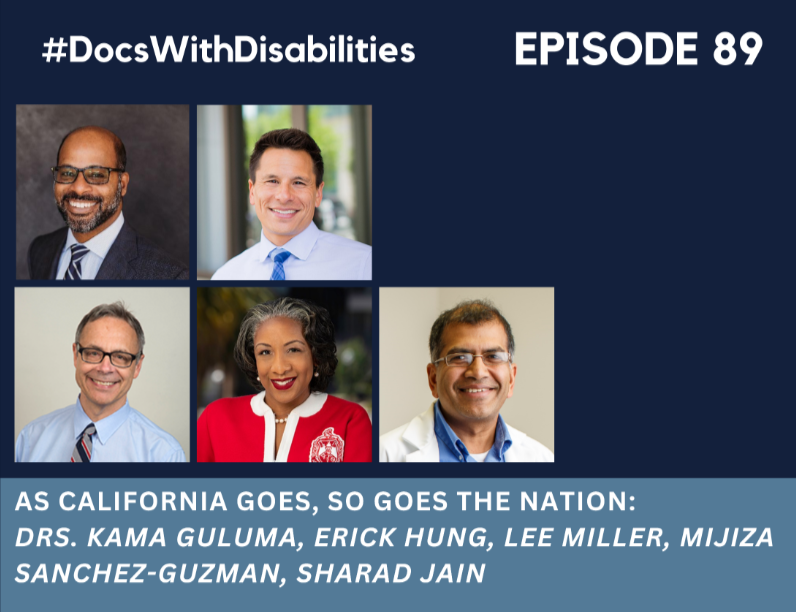 #DocsWithDisabilities
EPISODE 89
AS CALIFORNIA GOES, SO GOES THE NATION:
DRS. KAMA GULUMA, ERICK HUNG, LEE MILLER, MIJIZA
SANCHEZ-GUZMAN, SHARAD JAIN